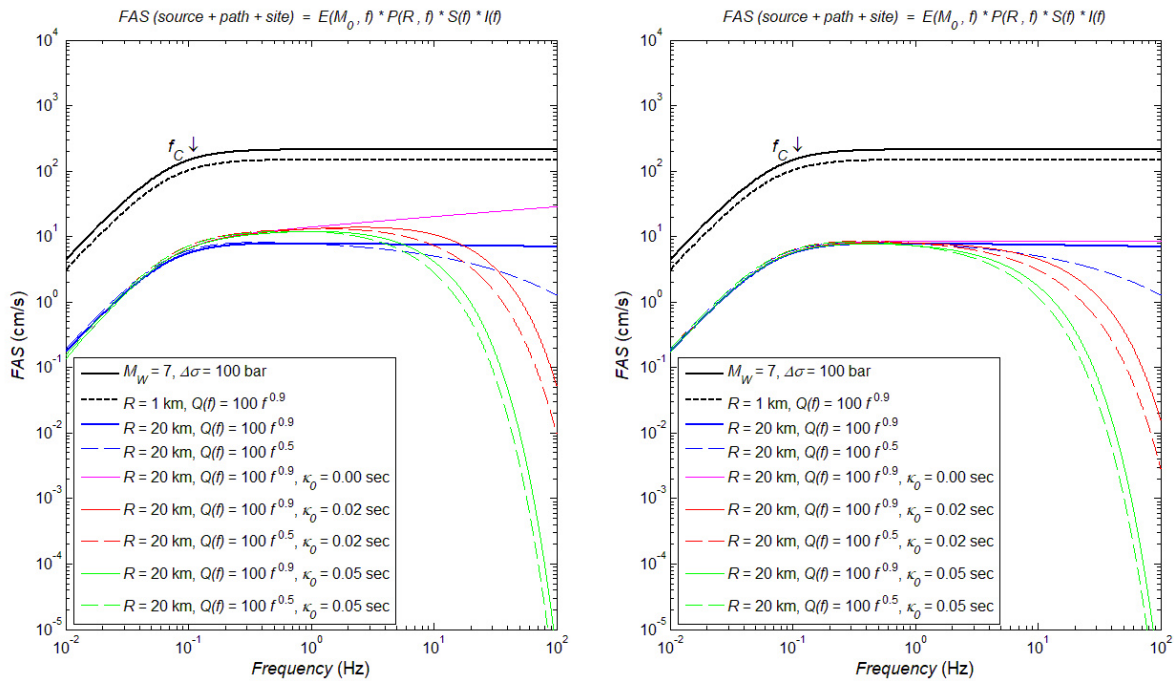 FAS (source + path + site) = E(M0, f) * P(R, f) * S(f) * I(f)
10^4
10^3
10^2
10^1
10^0
10^-1
10^-2
10^-3
10^-4
10^-5
FAS (cm/s)
fC ↓
MW = 7, Δσ = 100 bar
R = 1 km, Q(f) = 100 f^0.9
R = 20 km, Q(f) = 100 f^0.9
R = 20 km, Q(f) = 100 f^0.5
R = 20 km, Q(f) = 100 f^0.9, κ0 = 0.00 sec
R = 20 km, Q(f) = 100 f^0.9, κ0 = 0.02 sec
R = 20 km, Q(f) = 100 f^0.5, κ0 = 0.02 sec
R = 20 km, Q(f) = 100 f^0.9, κ0 = 0.05 sec
R = 20 km, Q(f) = 100 f^0.5, κ0 = 0.05 sec
10^-2 10^-1 10^0 10^1 10^2
Frequency (Hz)
FAS (source + path + site) = E(M0, f) * P(R, f) * S(f) * I(f)
10^4
10^3
10^2
10^1
10^0
10^-1
10^-2
10^-3
10^-4
10^-5
FAS (cm/s)
fC ↓
MW = 7, Δσ = 100 bar
R = 1 km, Q(f) = 100 f^0.9
R = 20 km, Q(f) = 100 f^0.9
R = 20 km, Q(f) = 100 f^0.5
R = 20 km, Q(f) = 100 f^0.9, κ0 = 0.00 sec
R = 20 km, Q(f) = 100 f^0.9, κ0 = 0.02 sec
R = 20 km, Q(f) = 100 f^0.5, κ0 = 0.02 sec
R = 20 km, Q(f) = 100 f^0.9, κ0 = 0.05 sec
R = 20 km, Q(f) = 100 f^0.5, κ0 = 0.05 sec
10^-2 10^-1 10^0 10^1 10^2
Frequency (Hz)